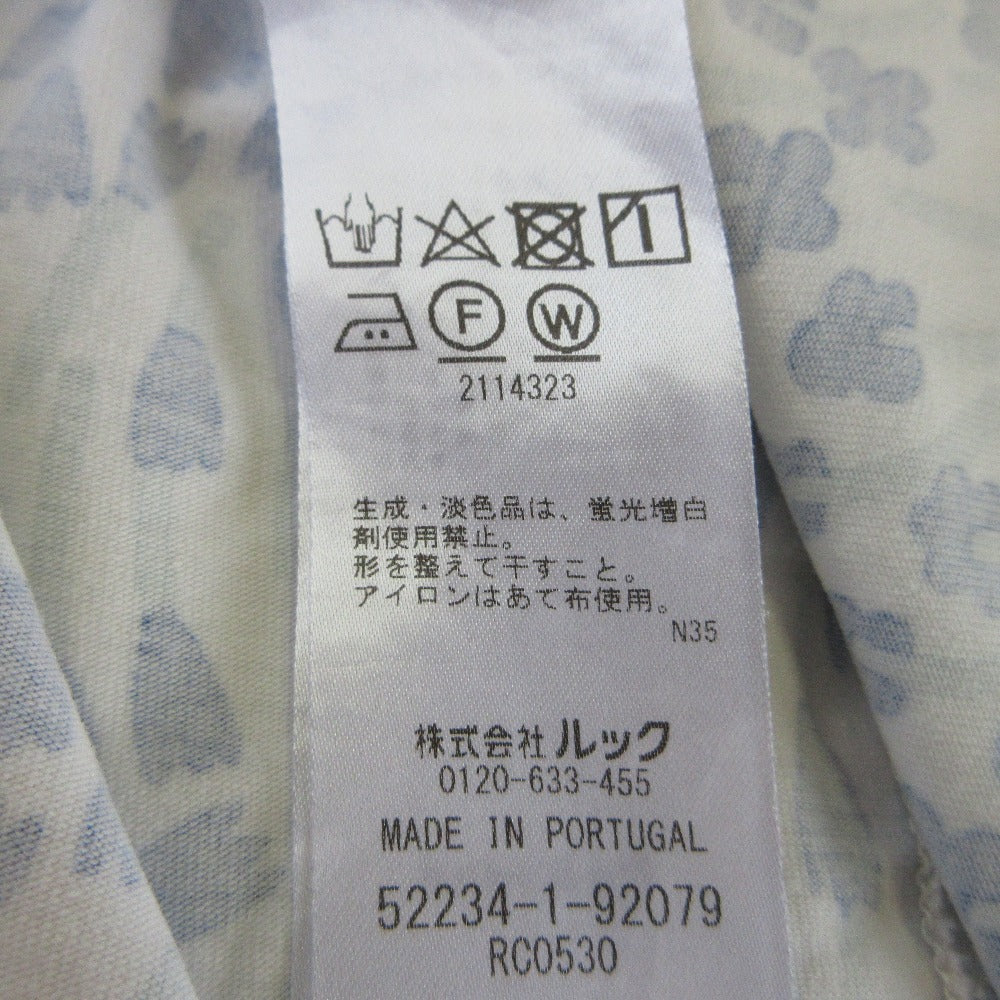 F W
2114323
生成・淡色品は、蛍光増白
剤使用禁止。
形を整えて干すこと。
アイロンはあて布使用。
N35
株式会社 ルック
0120-633-455
MADE IN PORTUGAL
52234-1-92079
RC0530